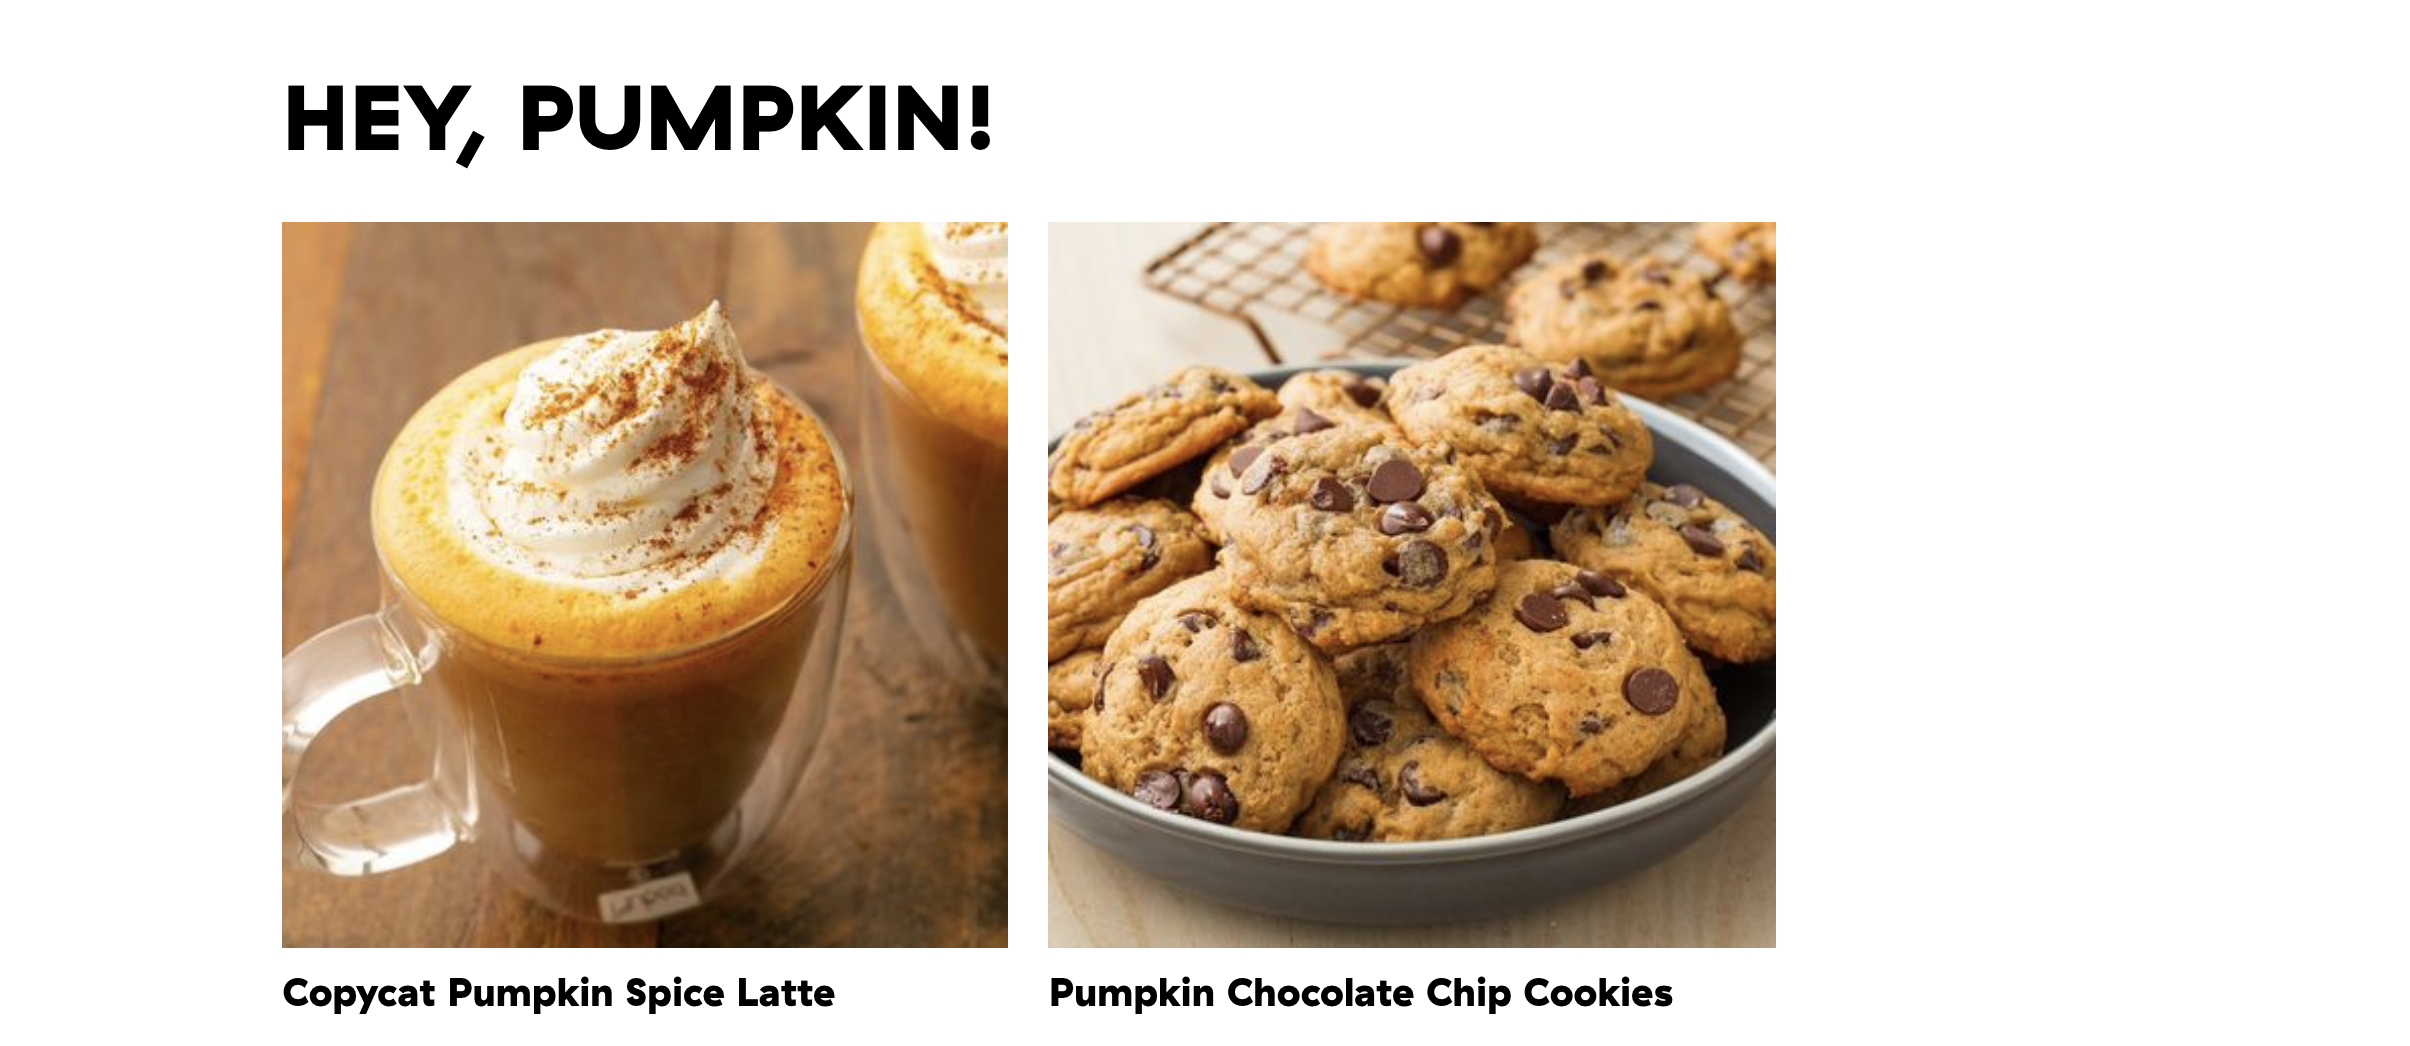 HEY, PUMPKIN!
Copycat Pumpkin Spice Latte
Pumpkin Chocolate Chip Cookies